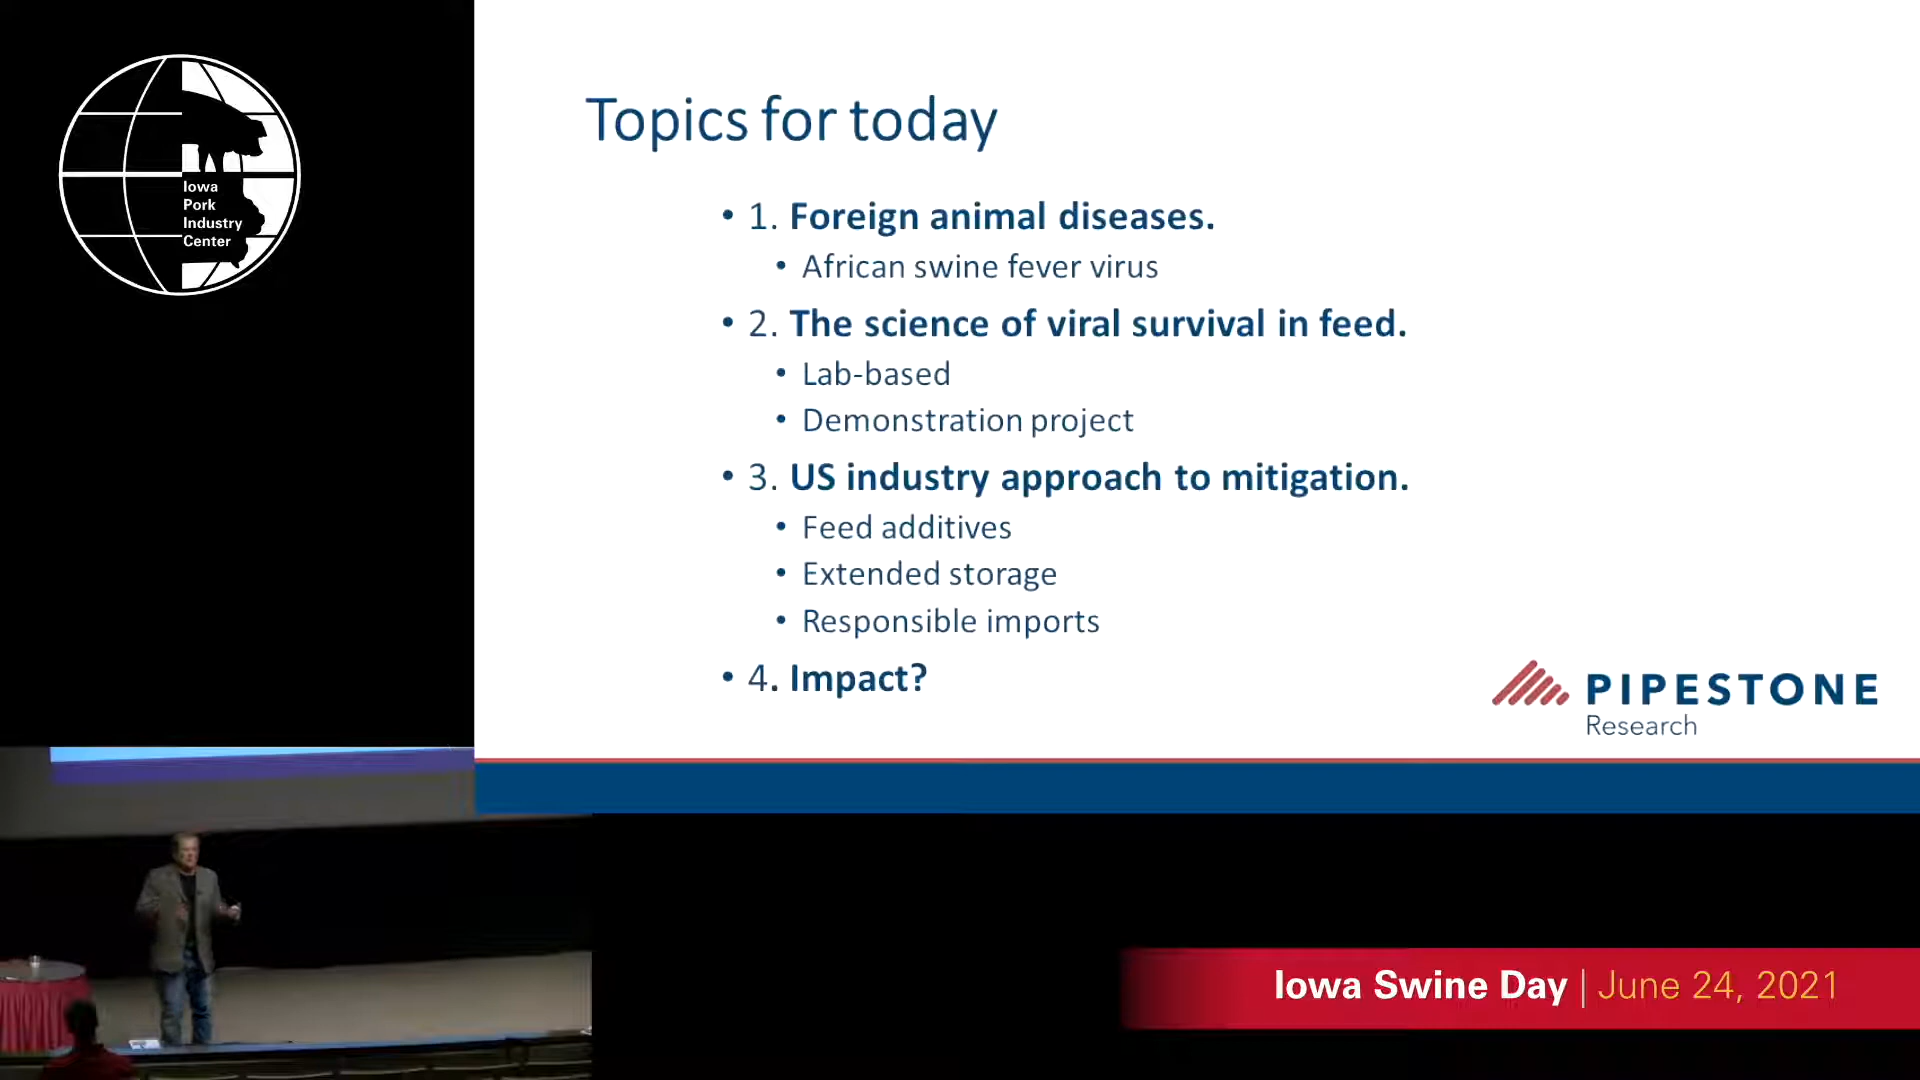 Iowa
Pork
Industry
Center
Topics for today
• 1. Foreign animal diseases.
• African swine fever virus
• 2. The science of viral survival in feed.
• Lab-based
• Demonstration project
• 3. US industry approach to mitigation.
• Feed additives
• Extended storage
• Responsible imports
• 4. Impact?
PIPESTONE
Research
Iowa Swine Day | June 24, 2021